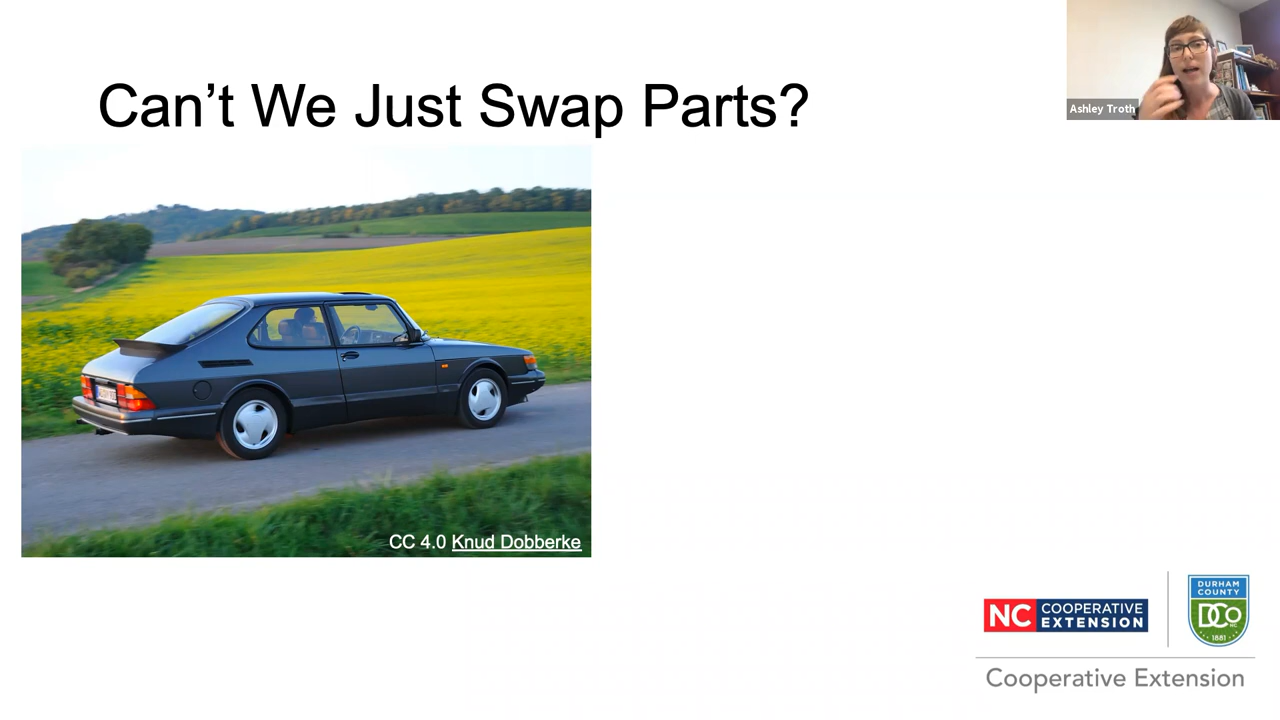 Can't We Just Swap Parts?
Ashley Troth
CC 4.0 Knud Dobberke
NC COOPERATIVE
EXTENSION
DURHAM
COUNTY
DCo
1881
Cooperative Extension